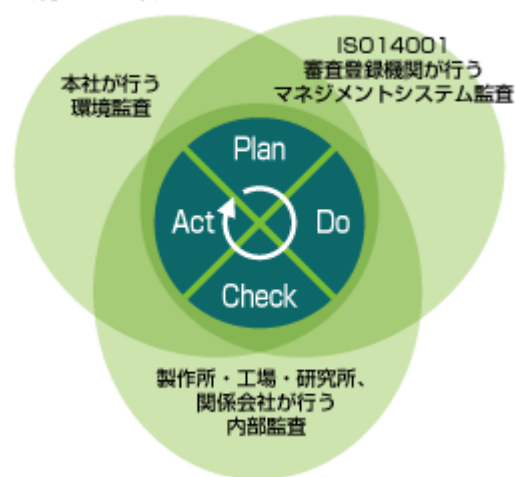 本社が行う
環境監査
ISO14001
審査登録機関が行う
マネジメントシステム監査
Plan
Act
Do
Check
製作所・工場・研究所、
関係会社が行う
内部監査